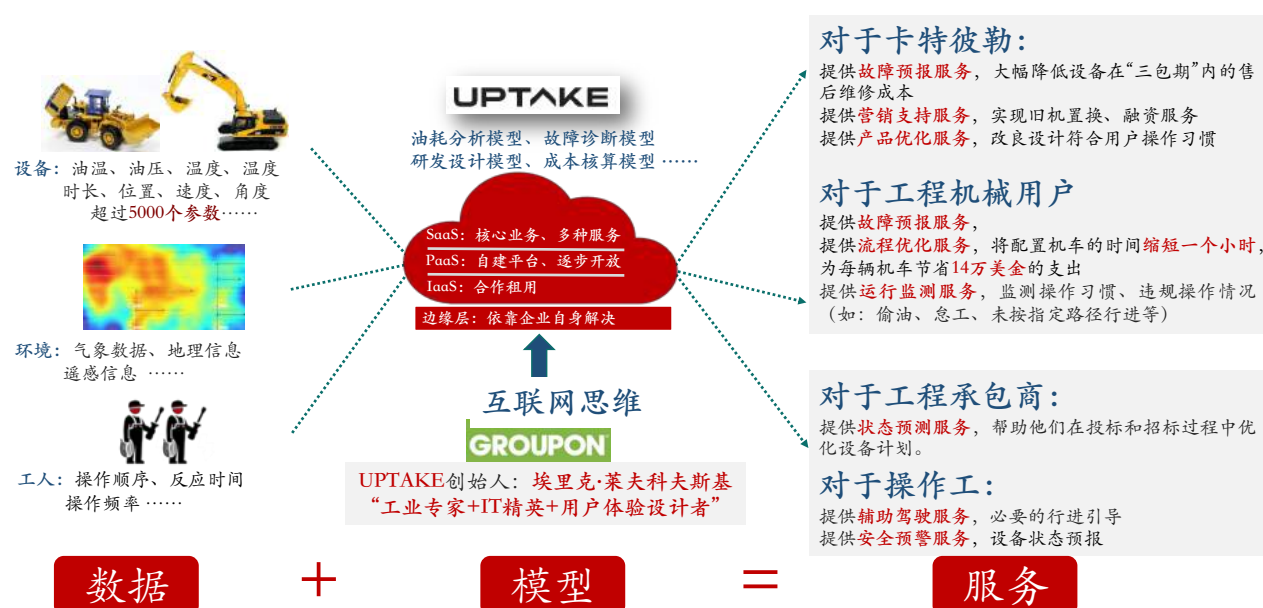 设备：油温、油压、温度、温度
时长、位置、速度、角度
超过5000个参数……
环境：气象数据、地理信息
遥感信息 ……
工人：操作顺序、反应时间
操作频率 ……
数据
+
UPTAKE
油耗分析模型、故障诊断模型
研发设计模型、成本核算模型 ……
SaaS：核心业务、多种服务
PaaS：自建平台、逐步开放
IaaS：合作租用
边缘层：依靠企业自身解决
互联网思维
GROUPON
UPTAKE创始人：埃里克·莱夫科夫斯基
“工业专家+IT精英+用户体验设计者”
模型
=
对于卡特彼勒：
提供故障预报服务，大幅降低设备在“三包期”内的售
后维修成本
提供营销支持服务，实现旧机置换、融资服务
提供产品优化服务，改良设计符合用户操作习惯
对于工程机械用户
提供故障预报服务，
提供流程优化服务，将配置机车的时间缩短一个小时，
为每辆机车节省14万美金的支出
提供运行监测服务，监测操作习惯、违规操作情况
（如：偷油、怠工、未按指定路径行进等）
对于工程承包商：
提供状态预测服务，帮助他们在投标和招标过程中优
化设备计划。
对于操作工：
提供辅助驾驶服务，必要的行进引导
提供安全预警服务，设备状态预报
服务